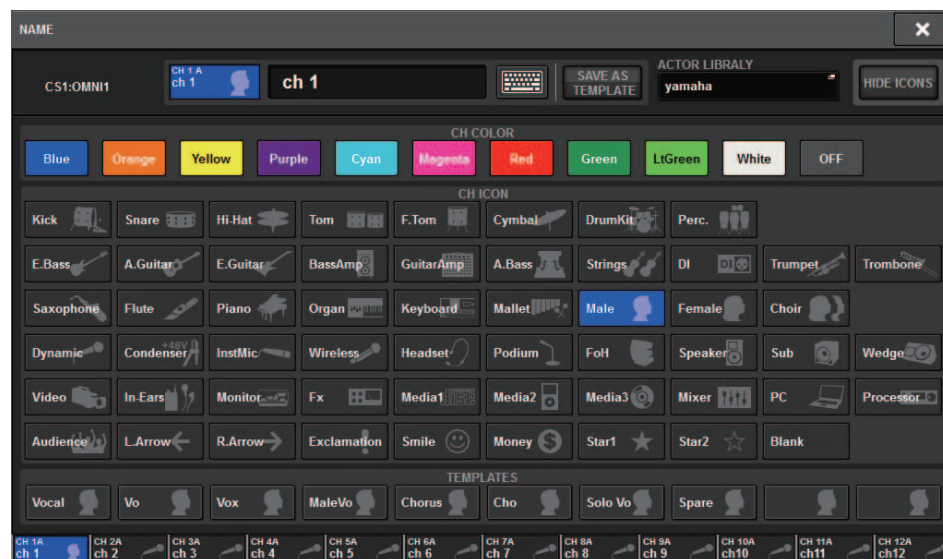 NAME
CS1:OMNI1
CH 1 A
ch 1
ch 1
SAVE AS
TEMPLATE
ACTOR LIBRALY
yamaha
HIDE ICONS
CH COLOR
Blue Orange Yellow Purple Cyan Magenta Red Green LtGreen White OFF
CH ICON
Kick Snare Hi-Hat Tom F.Tom Cymbal DrumKit Perc.
E.Bass A.Guitar E.Guitar BassAmp GuitarAmp A.Bass Strings DI DI Trumpet Trombone
Saxophone Flute Piano Organ Keyboard Mallet Male Female Choir
Dynamic Condenser +48V InstMic Wireless Headset Podium FoH Speaker Sub Wedge
Video In-Ears Monitor Fx Media1 Media2 Media3 Mixer PC Processor
Audience L.Arrow R.Arrow Exclamation Smile Money $ Star1 Star2 Blank
TEMPLATES
Vocal Vo Vox MaleVo Chorus Cho Solo Vo Spare
CH 1A CH 2A CH 3A CH 4A CH 5A CH 6A CH 7A CH 8A CH 9A CH 10A CH 11A CH 12A
ch 1 ch 2 ch 3 ch 4 ch 5 ch 6 ch 7 ch 8 ch 9 ch10 ch11 ch12